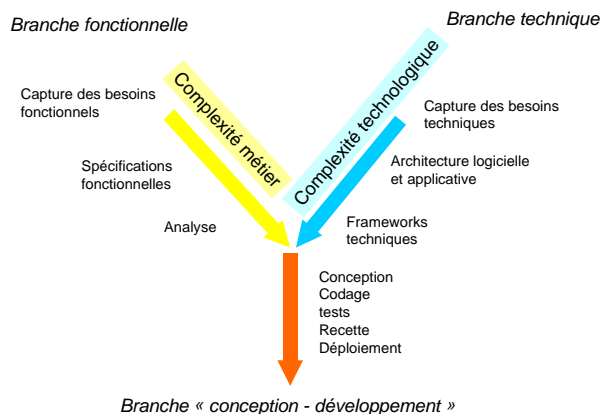 Branche fonctionnelle
Branche technique
Complexité métier
Complexité technologique
Capture des besoins
fonctionnels
Spécifications
fonctionnelles
Analyse
Capture des besoins
techniques
Architecture logicielle
et applicative
Frameworks
techniques
Conception
Codage
tests
Recette
Déploiement
Branche « conception - développement »